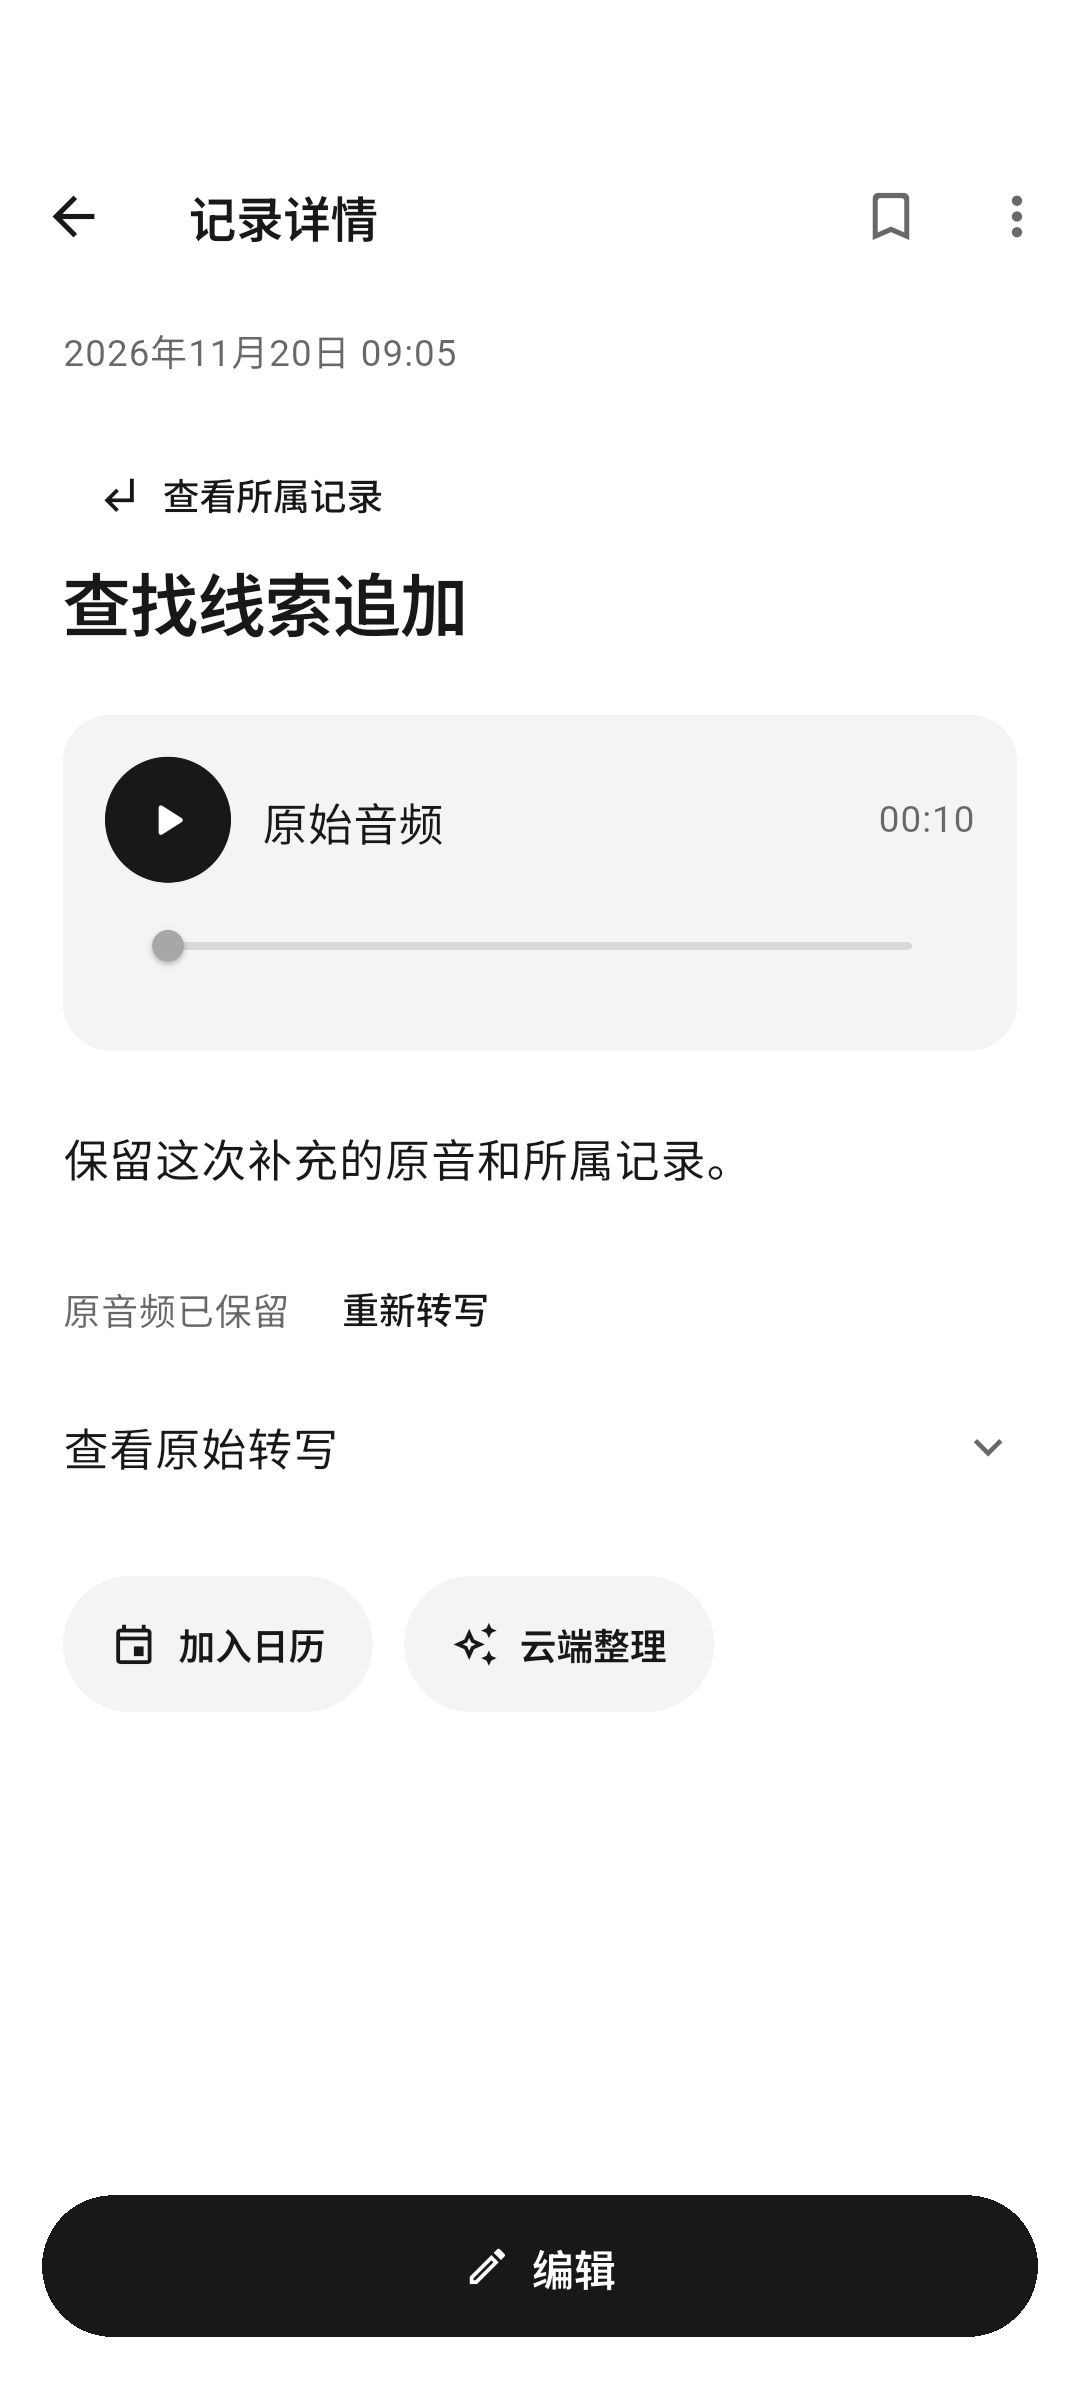 记录详情
2026年11月20日 09:05
查看所属记录
查找线索追加
原始音频 00:10
保留这次补充的原音和所属记录。
原音频已保留 重新转写
查看原始转写
加入日历 云端整理
编辑